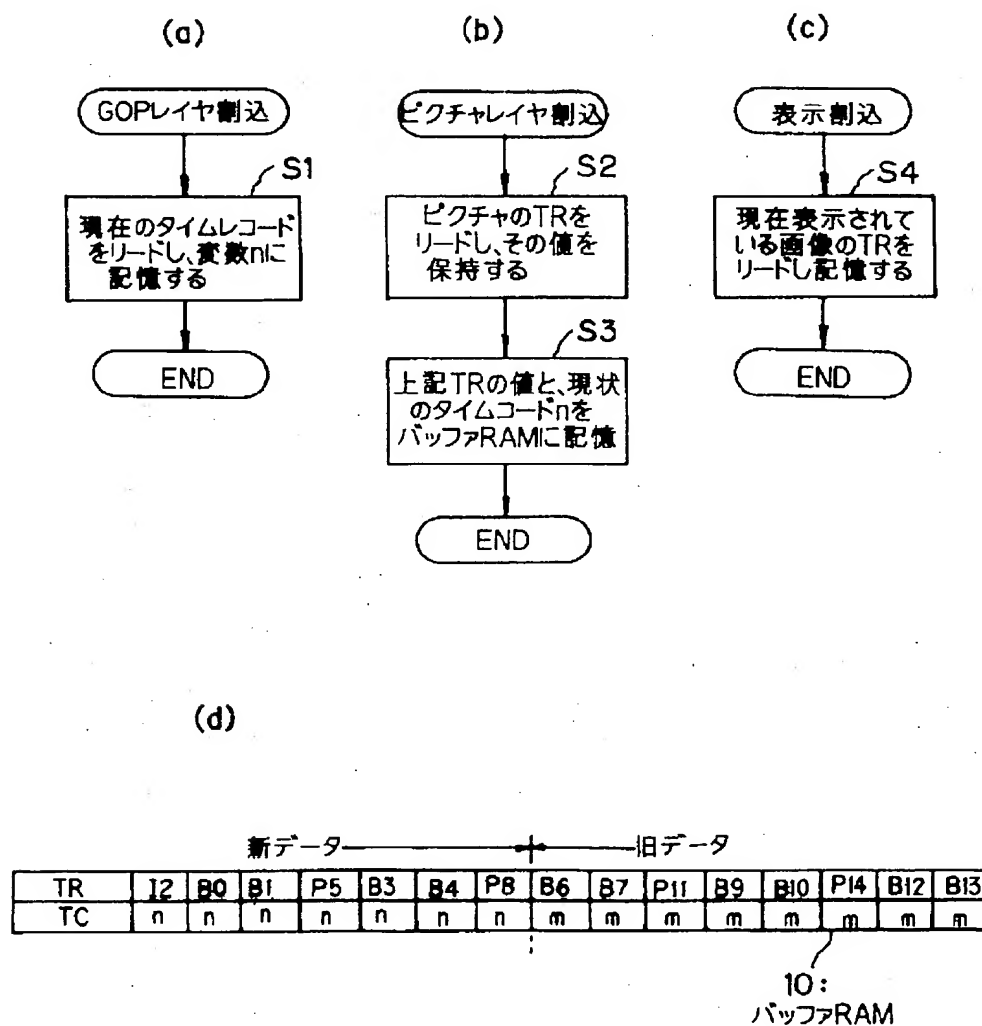 (a)
GOPレイヤ割込
S1
現在のタイムレコード
をリードし、変数nに
記憶する
END
(b)
ピクチャレイヤ割込
S2
ピクチャのTRを
リードし、その値を
保持する
S3
上記TRの値と、現状
のタイムコードnを
バッファRAMに記憶
END
(c)
表示割込
S4
現在表示されて
いる画像のTRを
リードし記憶する
END
(d)
新データ 旧データ
TR I2 B0 B1 P5 B3 B4 P8 B6 B7 P11 B9 B10 P14 B12 B13
TC n n n n n n n m m m m m m m m
10:
バッファRAM